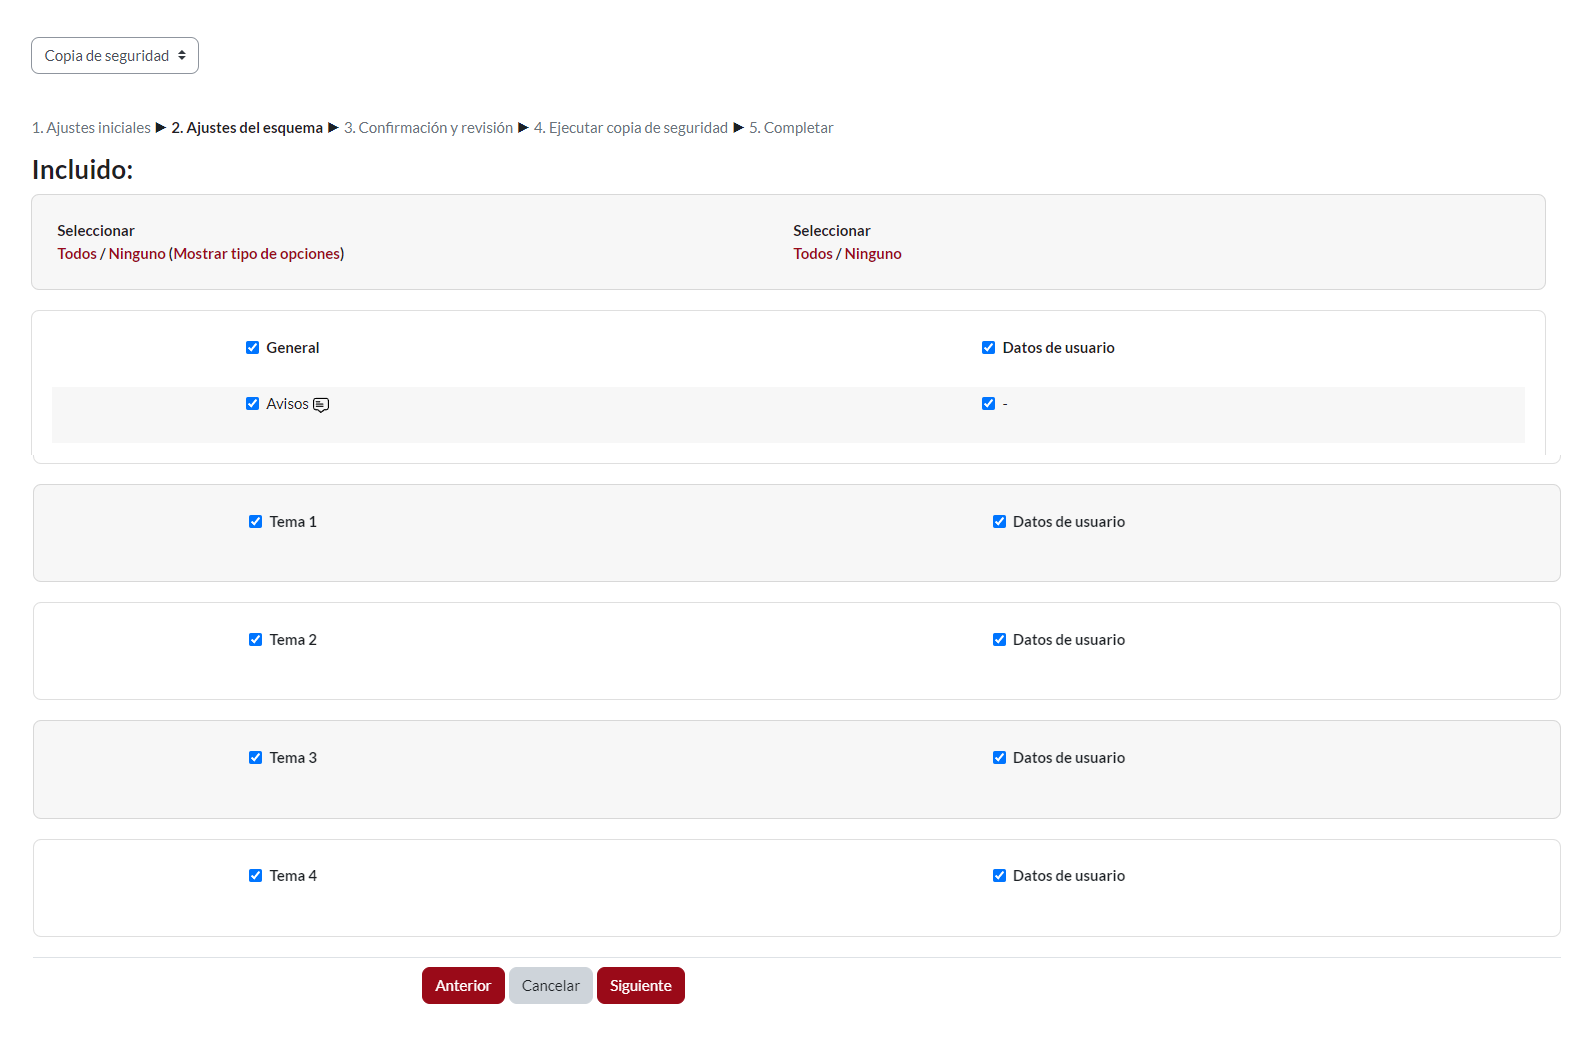 Copia de seguridad
1. Ajustes iniciales ► 2. Ajustes del esquema ► 3. Confirmación y revisión ► 4. Ejecutar copia de seguridad ► 5. Completar
Incluido:
Seleccionar Seleccionar
Todos / Ninguno (Mostrar tipo de opciones) Todos / Ninguno
General Datos de usuario
Avisos -
Tema 1 Datos de usuario
Tema 2 Datos de usuario
Tema 3 Datos de usuario
Tema 4 Datos de usuario
Anterior Cancelar Siguiente